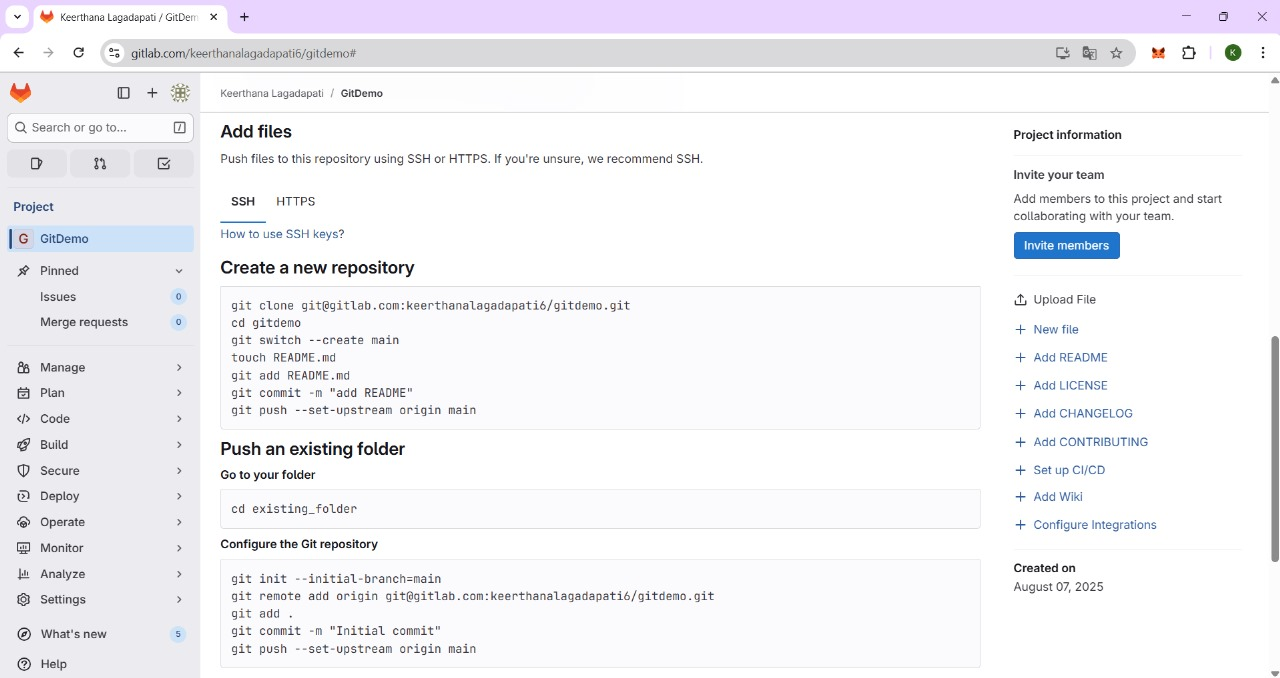 Keerthana Lagadapati / GitDem
gitlab.com/keerthanalagadapati6/gitdemo#
K
Search or go to...
/
Keerthana Lagadapati / GitDemo
Project
G GitDemo
Pinned
Issues 0
Merge requests 0
Manage
Plan
Code
Build
Secure
Deploy
Operate
Monitor
Analyze
Settings
What's new 5
Help
Add files
Push files to this repository using SSH or HTTPS. If you're unsure, we recommend SSH.
SSH HTTPS
How to use SSH keys?
Create a new repository
git clone git@gitlab.com:keerthanalagadapati6/gitdemo.git
cd gitdemo
git switch --create main
touch README.md
git add README.md
git commit -m "add README"
git push --set-upstream origin main
Push an existing folder
Go to your folder
cd existing_folder
Configure the Git repository
git init --initial-branch=main
git remote add origin git@gitlab.com:keerthanalagadapati6/gitdemo.git
git add .
git commit -m "Initial commit"
git push --set-upstream origin main
Project information
Invite your team
Add members to this project and start
collaborating with your team.
Invite members
Upload File
+ New file
+ Add README
+ Add LICENSE
+ Add CHANGELOG
+ Add CONTRIBUTING
+ Set up CI/CD
+ Add Wiki
+ Configure Integrations
Created on
August 07, 2025